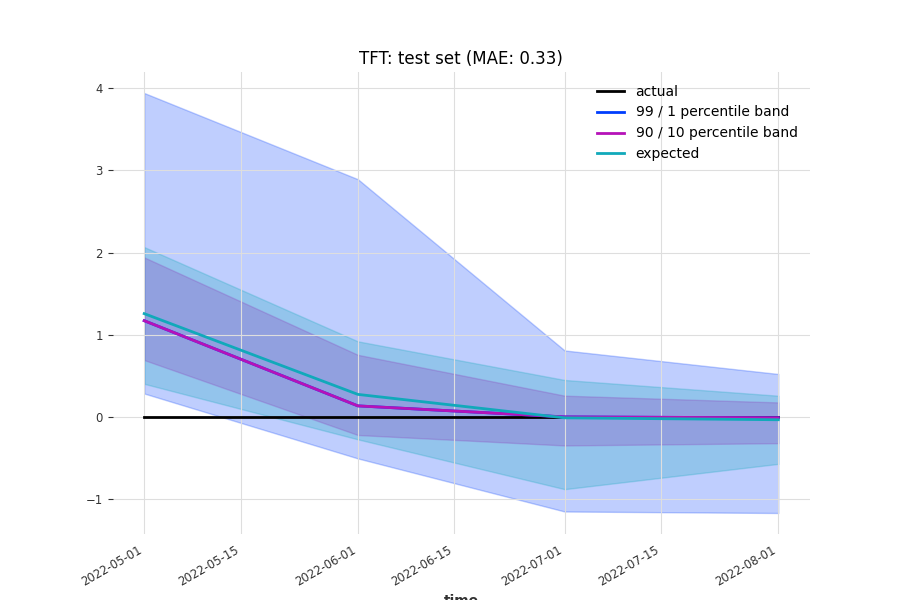 TFT: test set (MAE: 0.33)
actual
99 / 1 percentile band
90 / 10 percentile band
expected
4
3
2
1
0
−1
2022-05-01
2022-05-15
2022-06-01
2022-06-15
2022-07-01
2022-07-15
2022-08-01
time